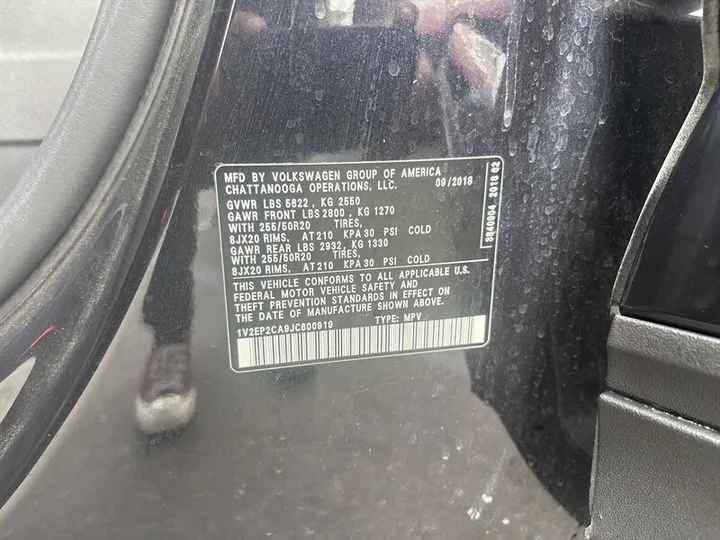 MFD BY VOLKSWAGEN GROUP OF AMERICA
CHATTANOOGA OPERATIONS, LLC. 09/2018
GVWR LBS 5622 , KG 2550
GAWR FRONT LBS 2800 , KG 1270
WITH 255/50R20 TIRES,
8JX20 RIMS, AT210 KPA30 PSI COLD
GAWR REAR LBS 2932, KG 1330
WITH 255/50R20 TIRES,
8JX20 RIMS, AT210 KPA30 PSI COLD
THIS VEHICLE CONFORMS TO ALL APPLICABLE U.S.
FEDERAL MOTOR VEHICLE SAFETY AND
THEFT PREVENTION STANDARDS IN EFFECT ON
THE DATE OF MANUFACTURE SHOWN ABOVE.
1V2EP2CA9JC600919 TYPE: MPV
3840904 2018 62